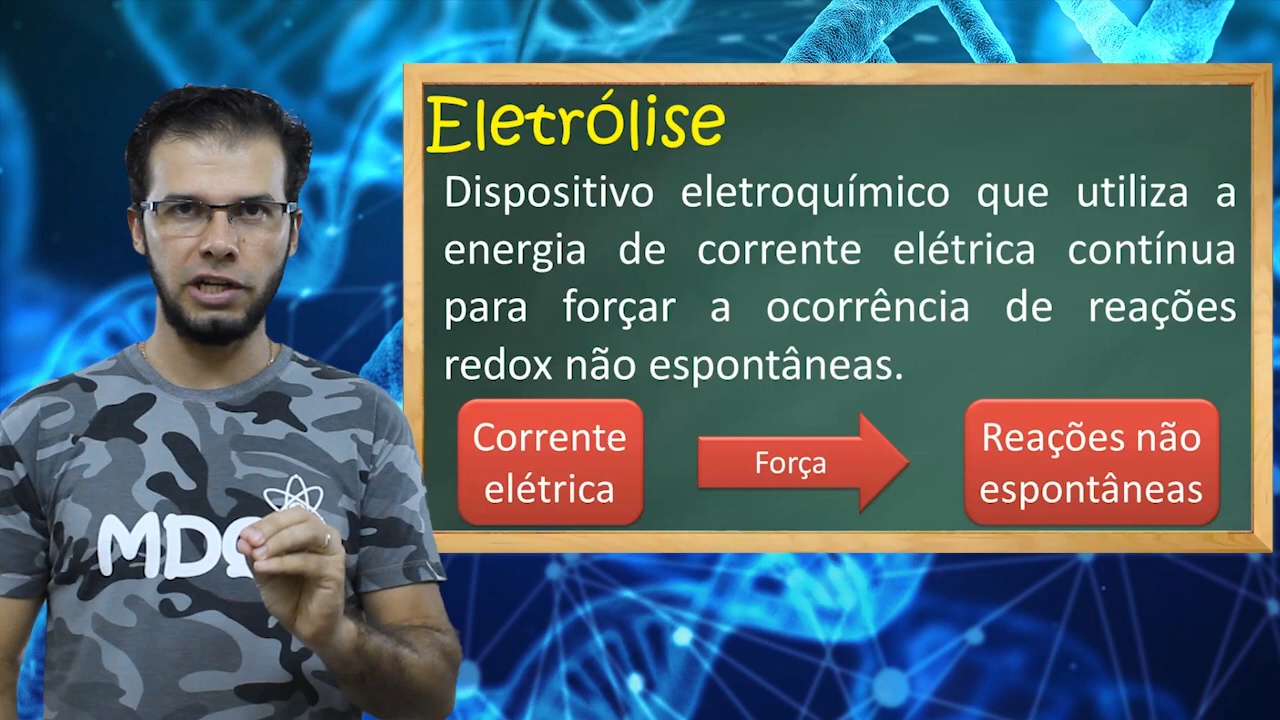 Eletrólise
Dispositivo eletroquímico que utiliza a
energia de corrente elétrica contínua
para forçar a ocorrência de reações
redox não espontâneas.
Corrente
elétrica
Força
Reações não
espontâneas